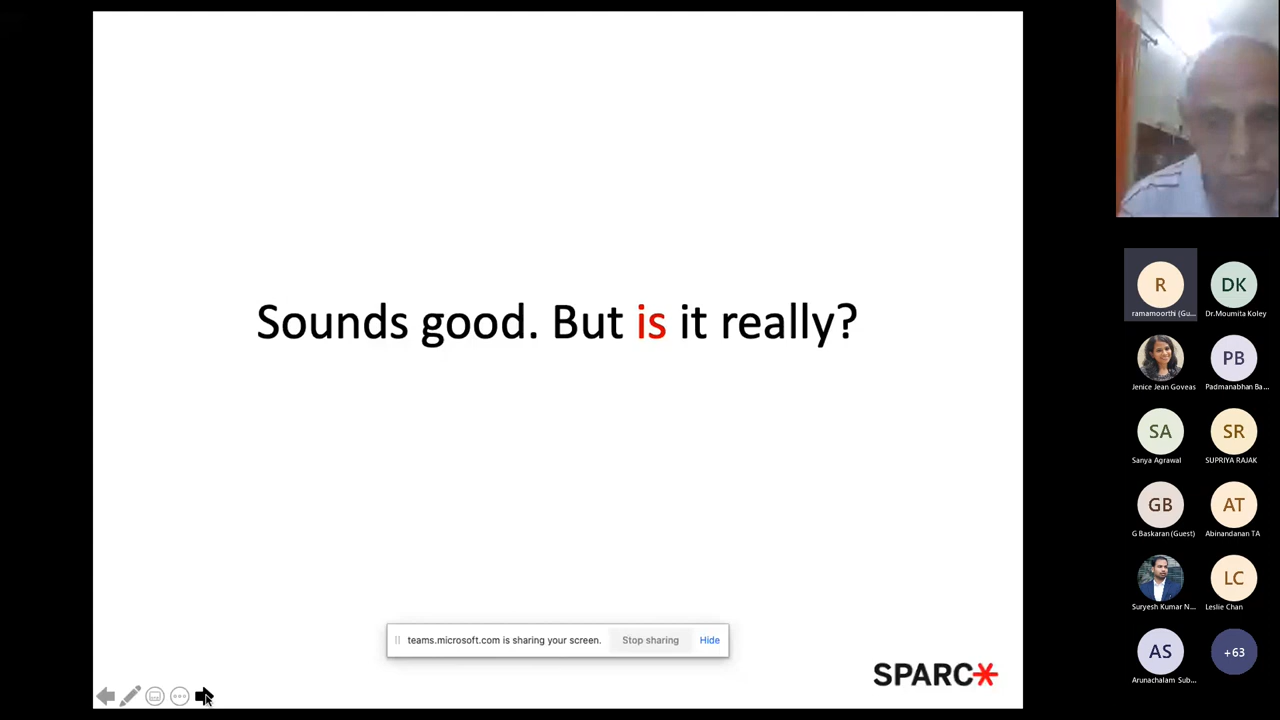 Sounds good. But is it really?
teams.microsoft.com is sharing your screen. Stop sharing Hide
SPARC
R DK
ramamoorthi (Gu... Dr.Moumita Koley
PB
Jenice Jean Goveas Padmanabhan Ba...
SA SR
Sanya Agrawal SUPRIYA RAJAK
GB AT
G Baskaran (Guest) Abinandanan TA
LC
Suryesh Kumar N... Leslie Chan
AS +63
Arunachalam Sub...